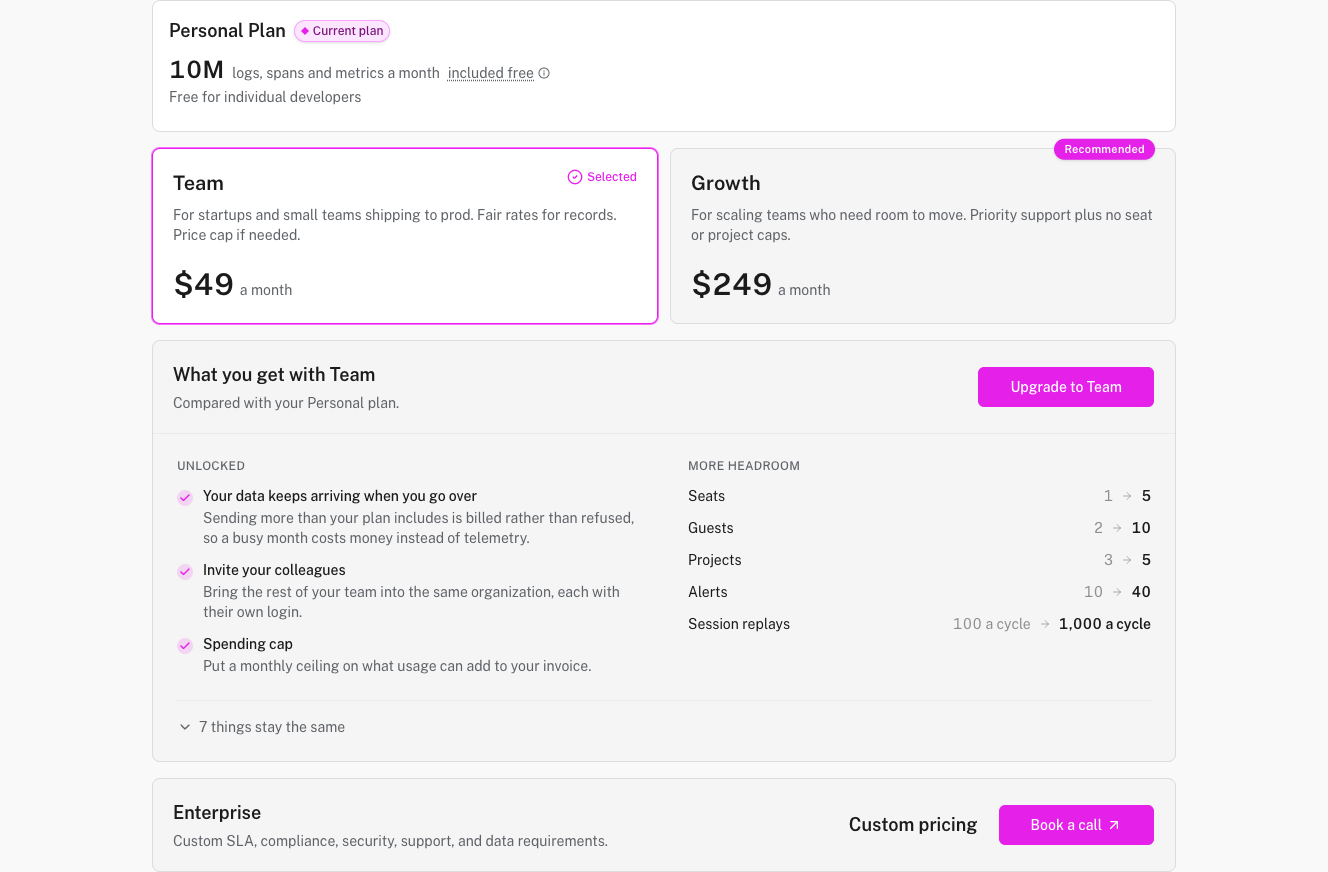 Personal Plan
Current plan
10M logs, spans and metrics a month included free
Free for individual developers
Team
Selected
For startups and small teams shipping to prod. Fair rates for records.
Price cap if needed.
$49 a month
Recommended
Growth
For scaling teams who need room to move. Priority support plus no seat
or project caps.
$249 a month
What you get with Team
Compared with your Personal plan.
Upgrade to Team
UNLOCKED
Your data keeps arriving when you go over
Sending more than your plan includes is billed rather than refused,
so a busy month costs money instead of telemetry.
Invite your colleagues
Bring the rest of your team into the same organization, each with
their own login.
Spending cap
Put a monthly ceiling on what usage can add to your invoice.
MORE HEADROOM
Seats 1 → 5
Guests 2 → 10
Projects 3 → 5
Alerts 10 → 40
Session replays 100 a cycle → 1,000 a cycle
7 things stay the same
Enterprise
Custom SLA, compliance, security, support, and data requirements.
Custom pricing
Book a call ↗